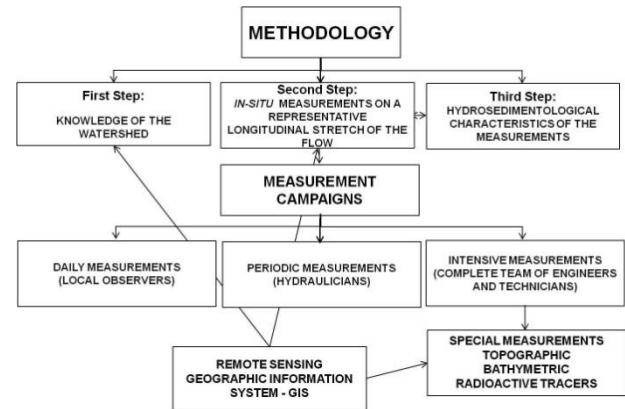 METHODOLOGY
First Step:
KNOWLEDGE OF THE
WATERSHED
Second Step:
IN-SITU MEASUREMENTS ON A
REPRESENTATIVE
LONGITUDINAL STRETCH OF THE
FLOW
Third Step:
HYDROSEDIMENTOLOGICAL
CHARACTERISTICS OF THE
MEASUREMENTS
MEASUREMENT
CAMPAIGNS
DAILY MEASUREMENTS
(LOCAL OBSERVERS)
PERIODIC MEASUREMENTS
(HYDRAULICIANS)
INTENSIVE MEASUREMENTS
(COMPLETE TEAM OF ENGINEERS
AND TECHNICIANS)
REMOTE SENSING
GEOGRAPHIC INFORMATION
SYSTEM - GIS
SPECIAL MEASUREMENTS
TOPOGRAPHIC
BATHYMETRIC
RADIOACTIVE TRACERS